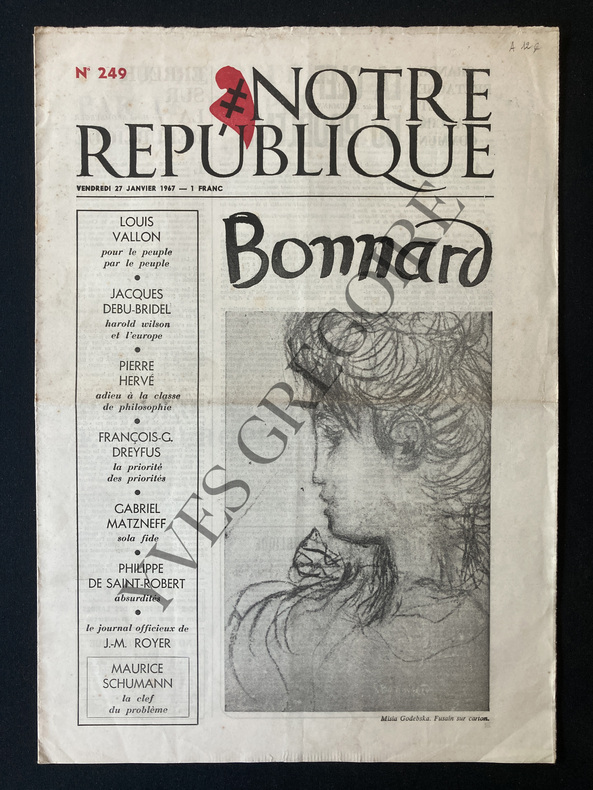 A 12 2
N° 249
NOTRE
REPUBLIQUE
VENDREDI 27 JANVIER 1967 — 1 FRANC
LOUIS
VALLON
pour le peuple
par le peuple
JACQUES
DEBU-BRIDEL
harold wilson
et l'europe
PIERRE
HERVÉ
adieu à la classe
de philosophie
FRANÇOIS-G.
DREYFUS
la priorité
des priorités
GABRIEL
MATZNEFF
sola fide
PHILIPPE
DE SAINT-ROBERT
absurdités
le journal officieux de
J.-M. ROYER
MAURICE
SCHUMANN
la clef
du problème
Bonnard
Misia Godebska. Fusain sur carton.
YVES GREGOIRE